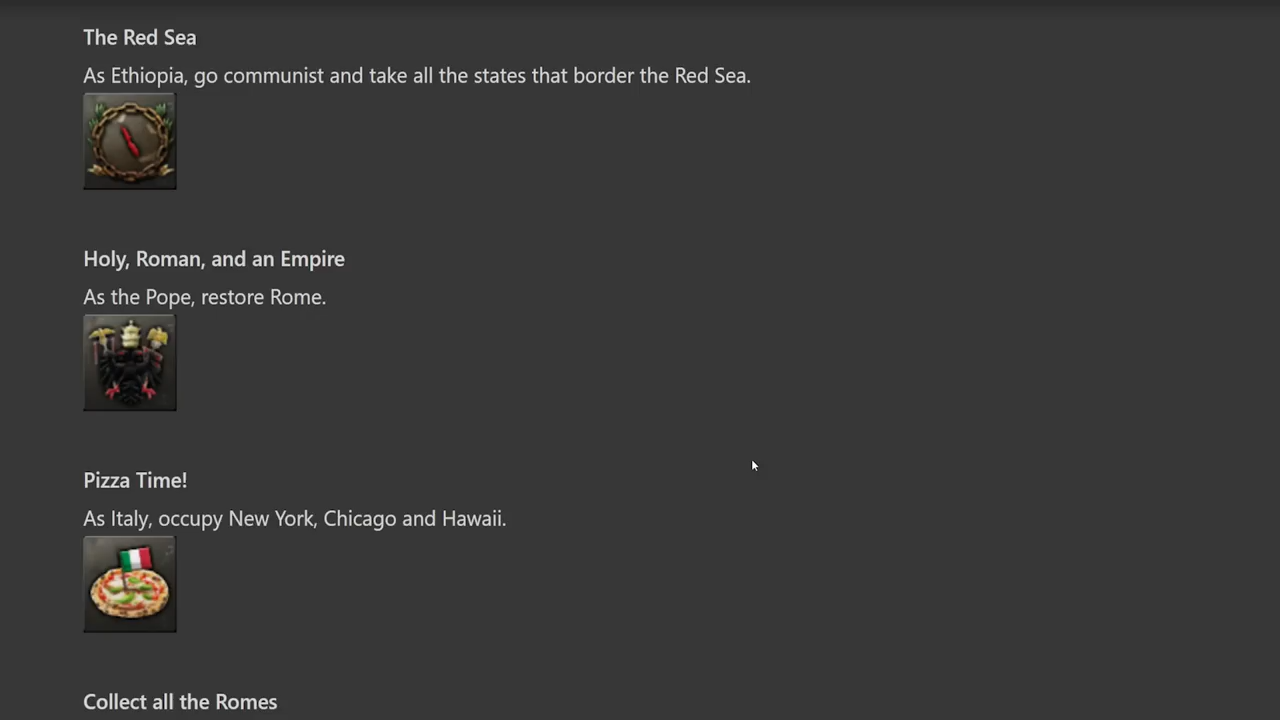 The Red Sea
As Ethiopia, go communist and take all the states that border the Red Sea.
Holy, Roman, and an Empire
As the Pope, restore Rome.
Pizza Time!
As Italy, occupy New York, Chicago and Hawaii.
Collect all the Romes